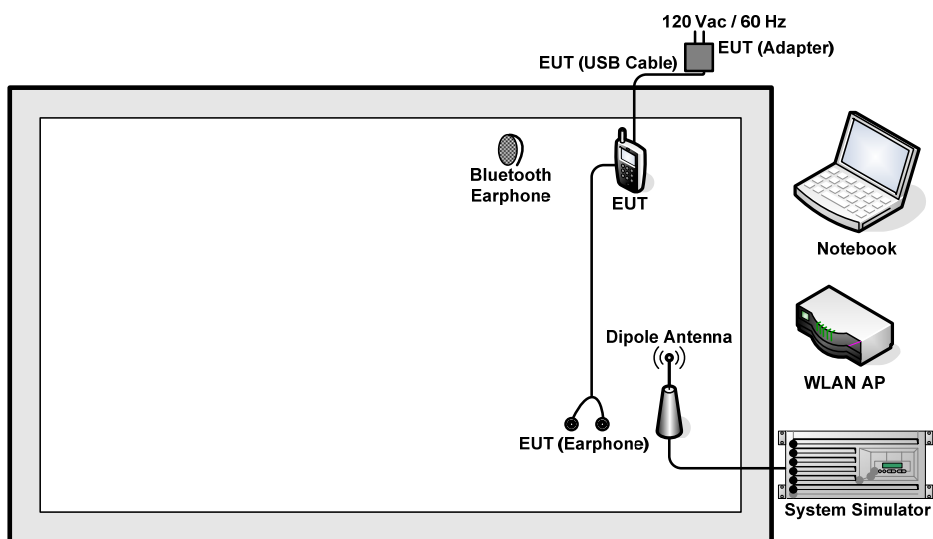 120 Vac / 60 Hz
EUT (Adapter)
EUT (USB Cable)
Bluetooth
Earphone
EUT
Notebook
Dipole Antenna
WLAN AP
EUT (Earphone)
System Simulator